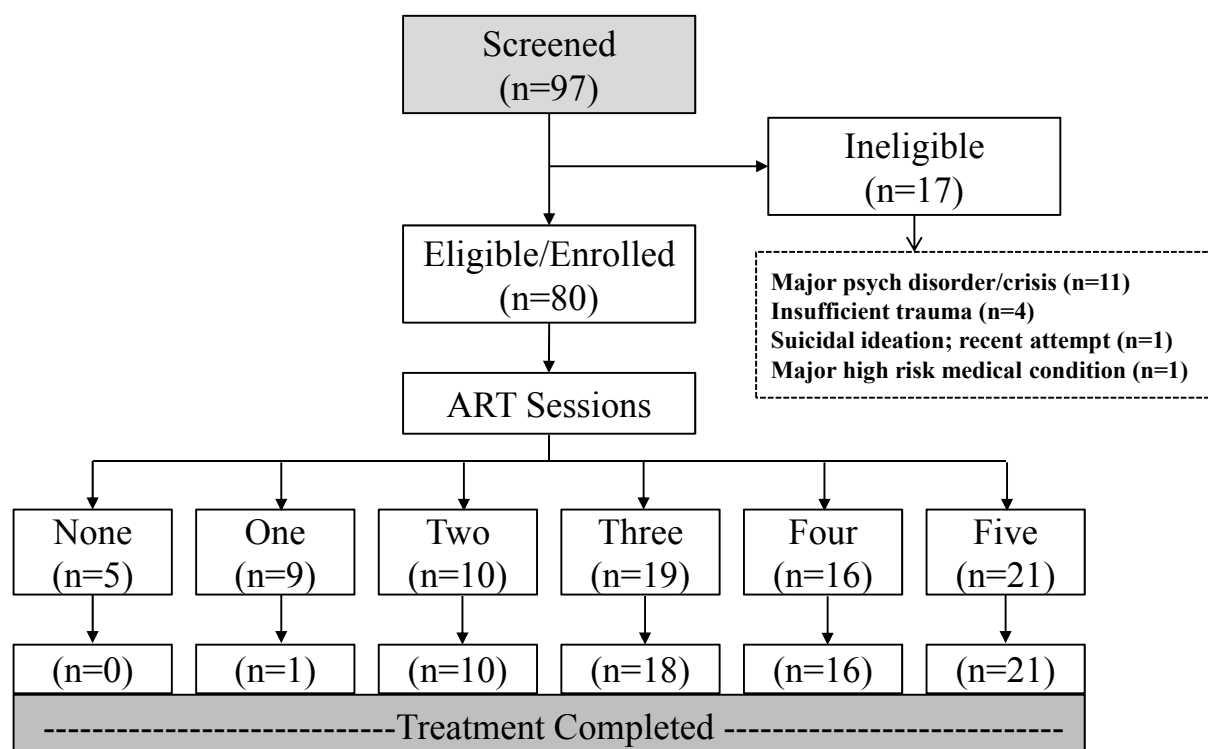 Screened
(n=97)
Ineligible
(n=17)
Eligible/Enrolled
(n=80)
Major psych disorder/crisis (n=11)
Insufficient trauma (n=4)
Suicidal ideation; recent attempt (n=1)
Major high risk medical condition (n=1)
ART Sessions
None
(n=5)
One
(n=9)
Two
(n=10)
Three
(n=19)
Four
(n=16)
Five
(n=21)
(n=0)
(n=1)
(n=10)
(n=18)
(n=16)
(n=21)
-----------------------------Treatment Completed ----------------------------